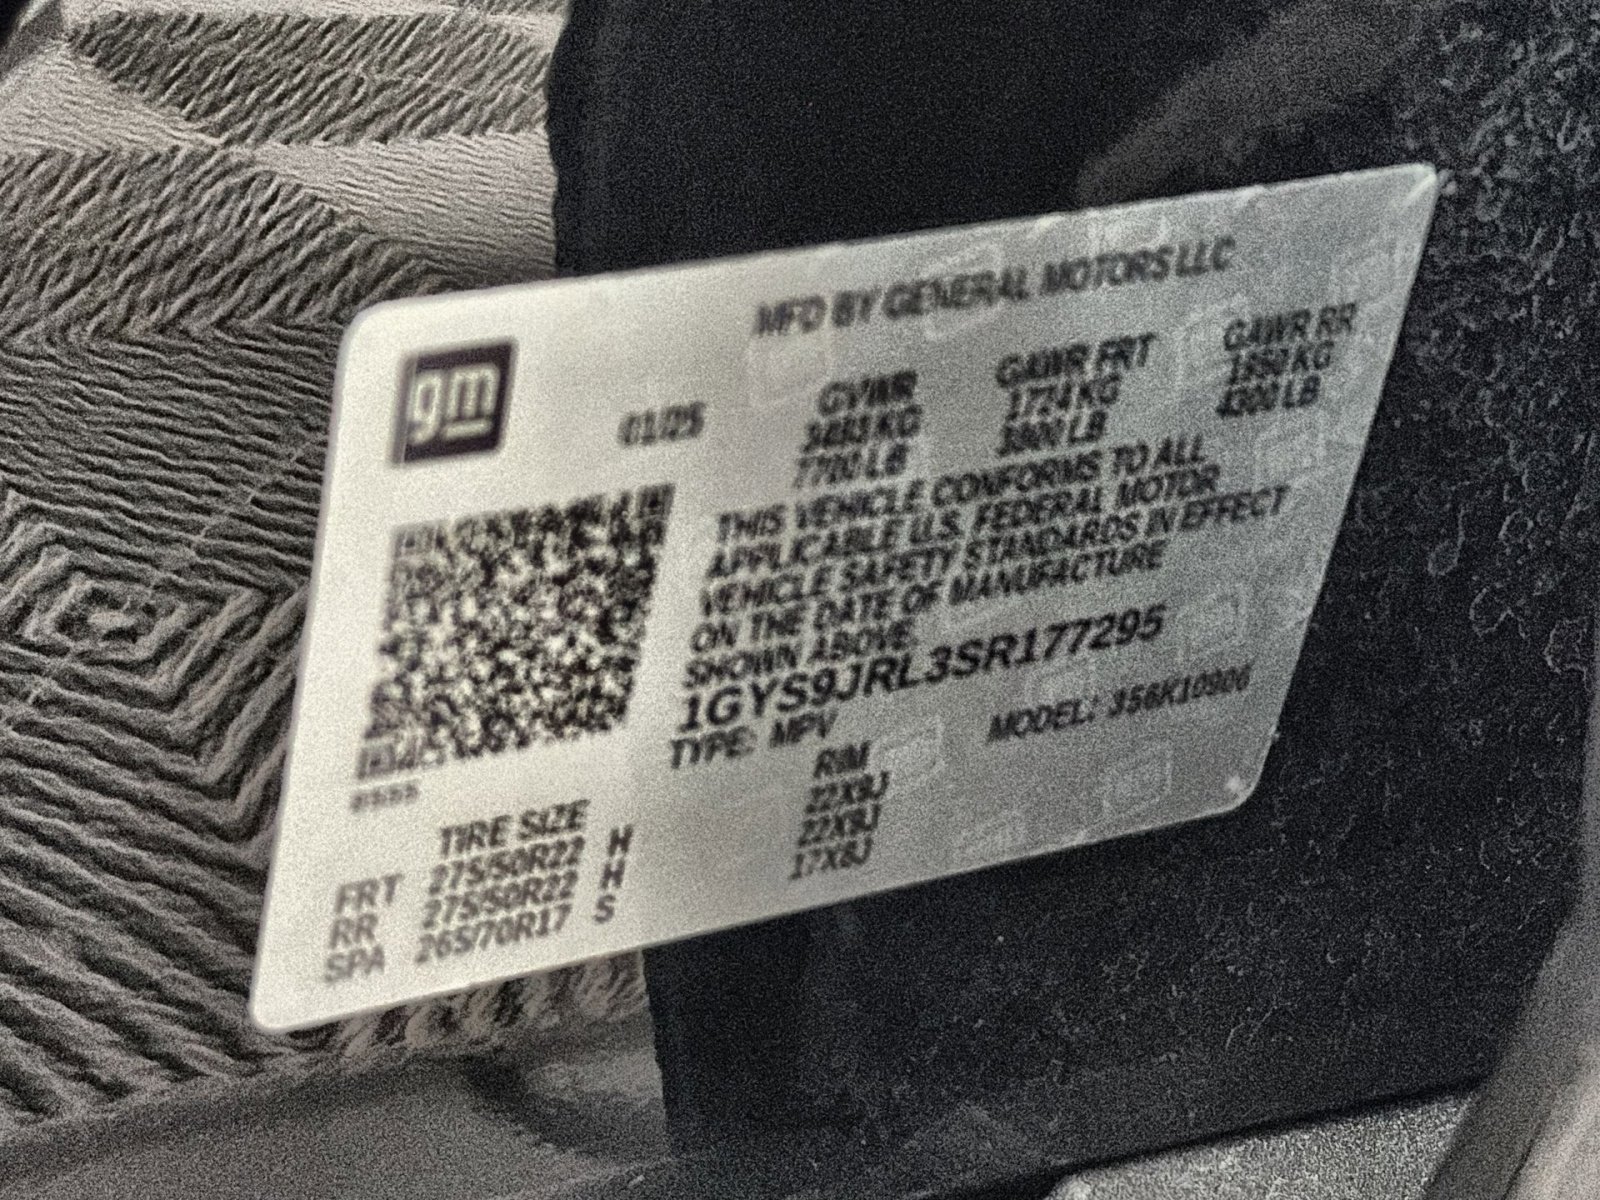 gm
MFD BY GENERAL MOTORS LLC
01/25
GVWR GAWR FRT GAWR RR
3493 KG 1724 KG 1950 KG
7700 LB 3800 LB 4300 LB
THIS VEHICLE CONFORMS TO ALL
APPLICABLE U.S. FEDERAL MOTOR
VEHICLE SAFETY STANDARDS IN EFFECT
ON THE DATE OF MANUFACTURE
SHOWN ABOVE.
1GYS9JRL3SR177295
TYPE: MPV MODEL: 356K10906
TIRE SIZE RIM
FRT 275/50R22 H 22X9J
RR 275/50R22 H 22X9J
SPA 265/70R17 S 17X8J